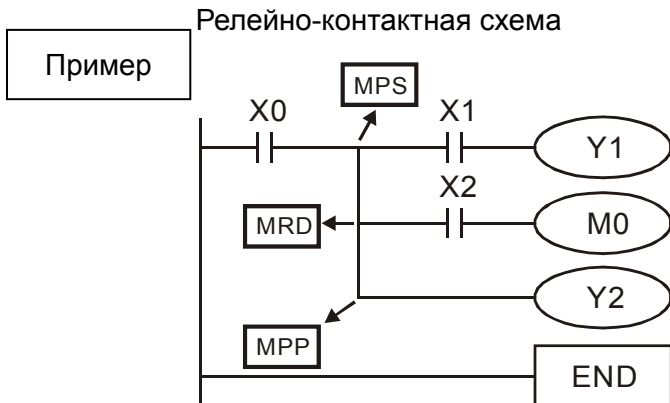 Релейно-контактная схема
Пример
MPS
X0
X1
Y1
X2
MRD
M0
Y2
MPP
END